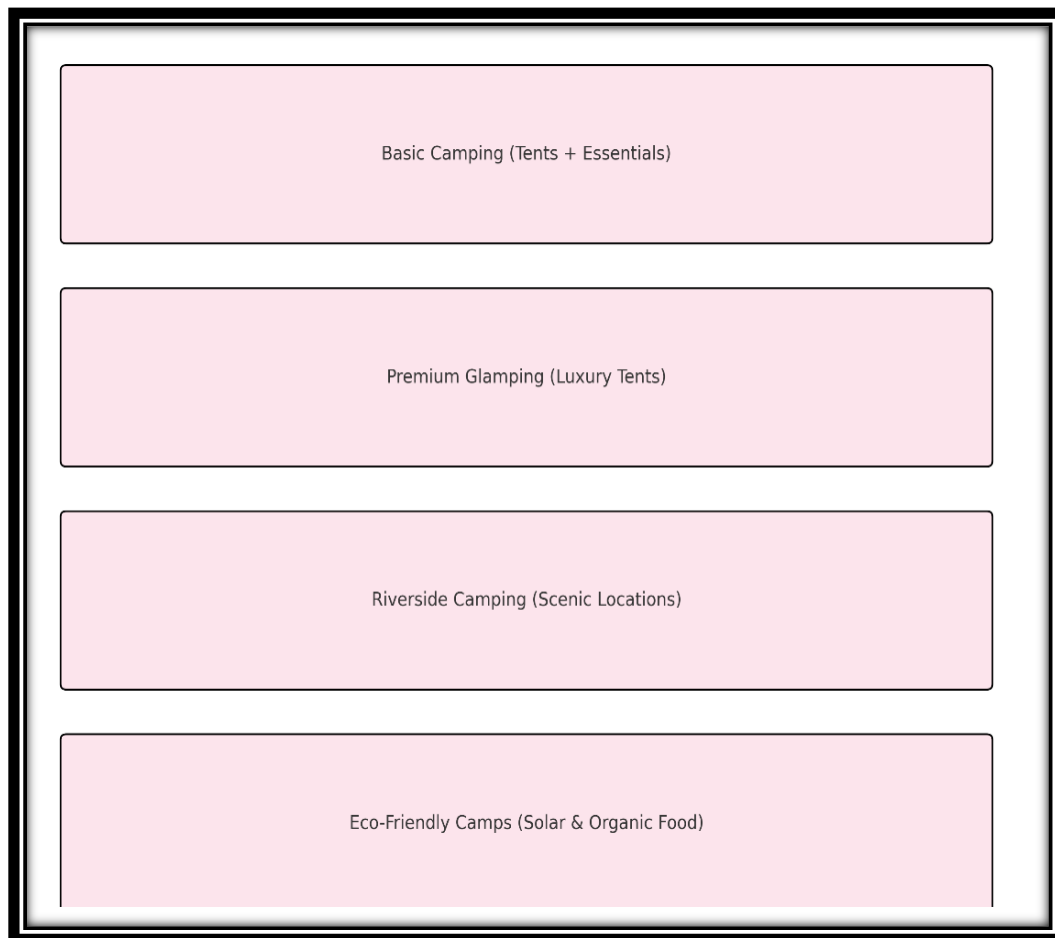 Basic Camping (Tents + Essentials)
Premium Glamping (Luxury Tents)
Riverside Camping (Scenic Locations)
Eco-Friendly Camps (Solar & Organic Food)